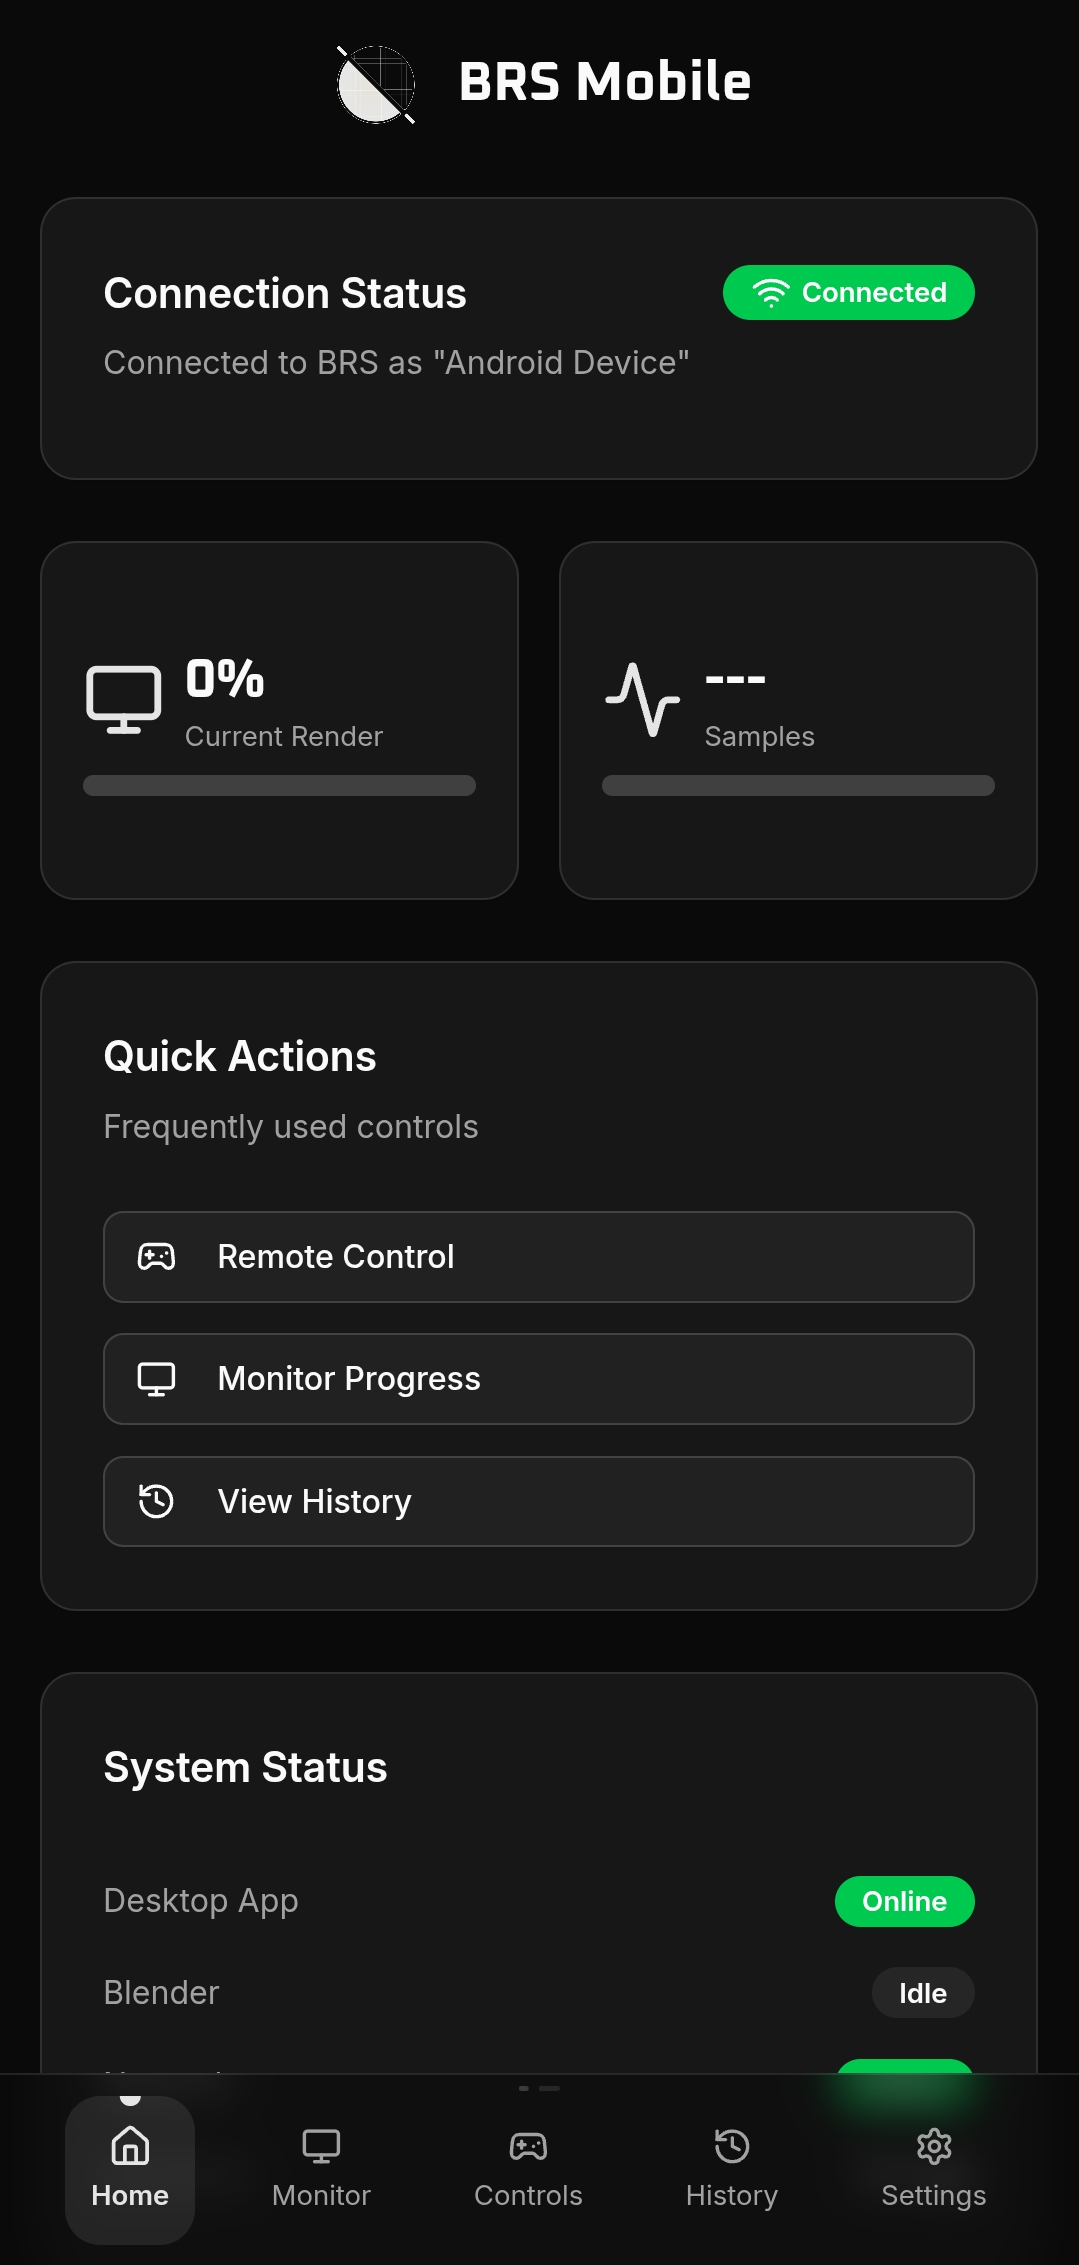 BRS Mobile
Connection Status
Connected
Connected to BRS as "Android Device"
0%
Current Render
---
Samples
Quick Actions
Frequently used controls
Remote Control
Monitor Progress
View History
System Status
Desktop App
Online
Blender
Idle
Home
Monitor
Controls
History
Settings